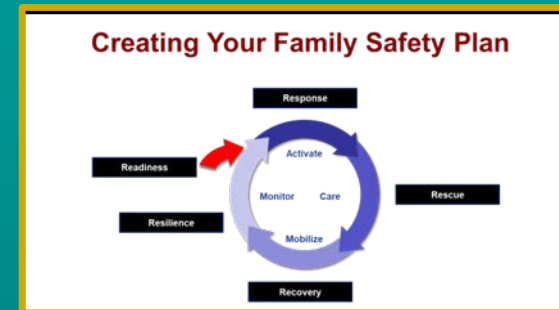 Creating Your Family Safety Plan
Response
Activate
Readiness
Monitor
Care
Rescue
Resilience
Mobilize
Recovery